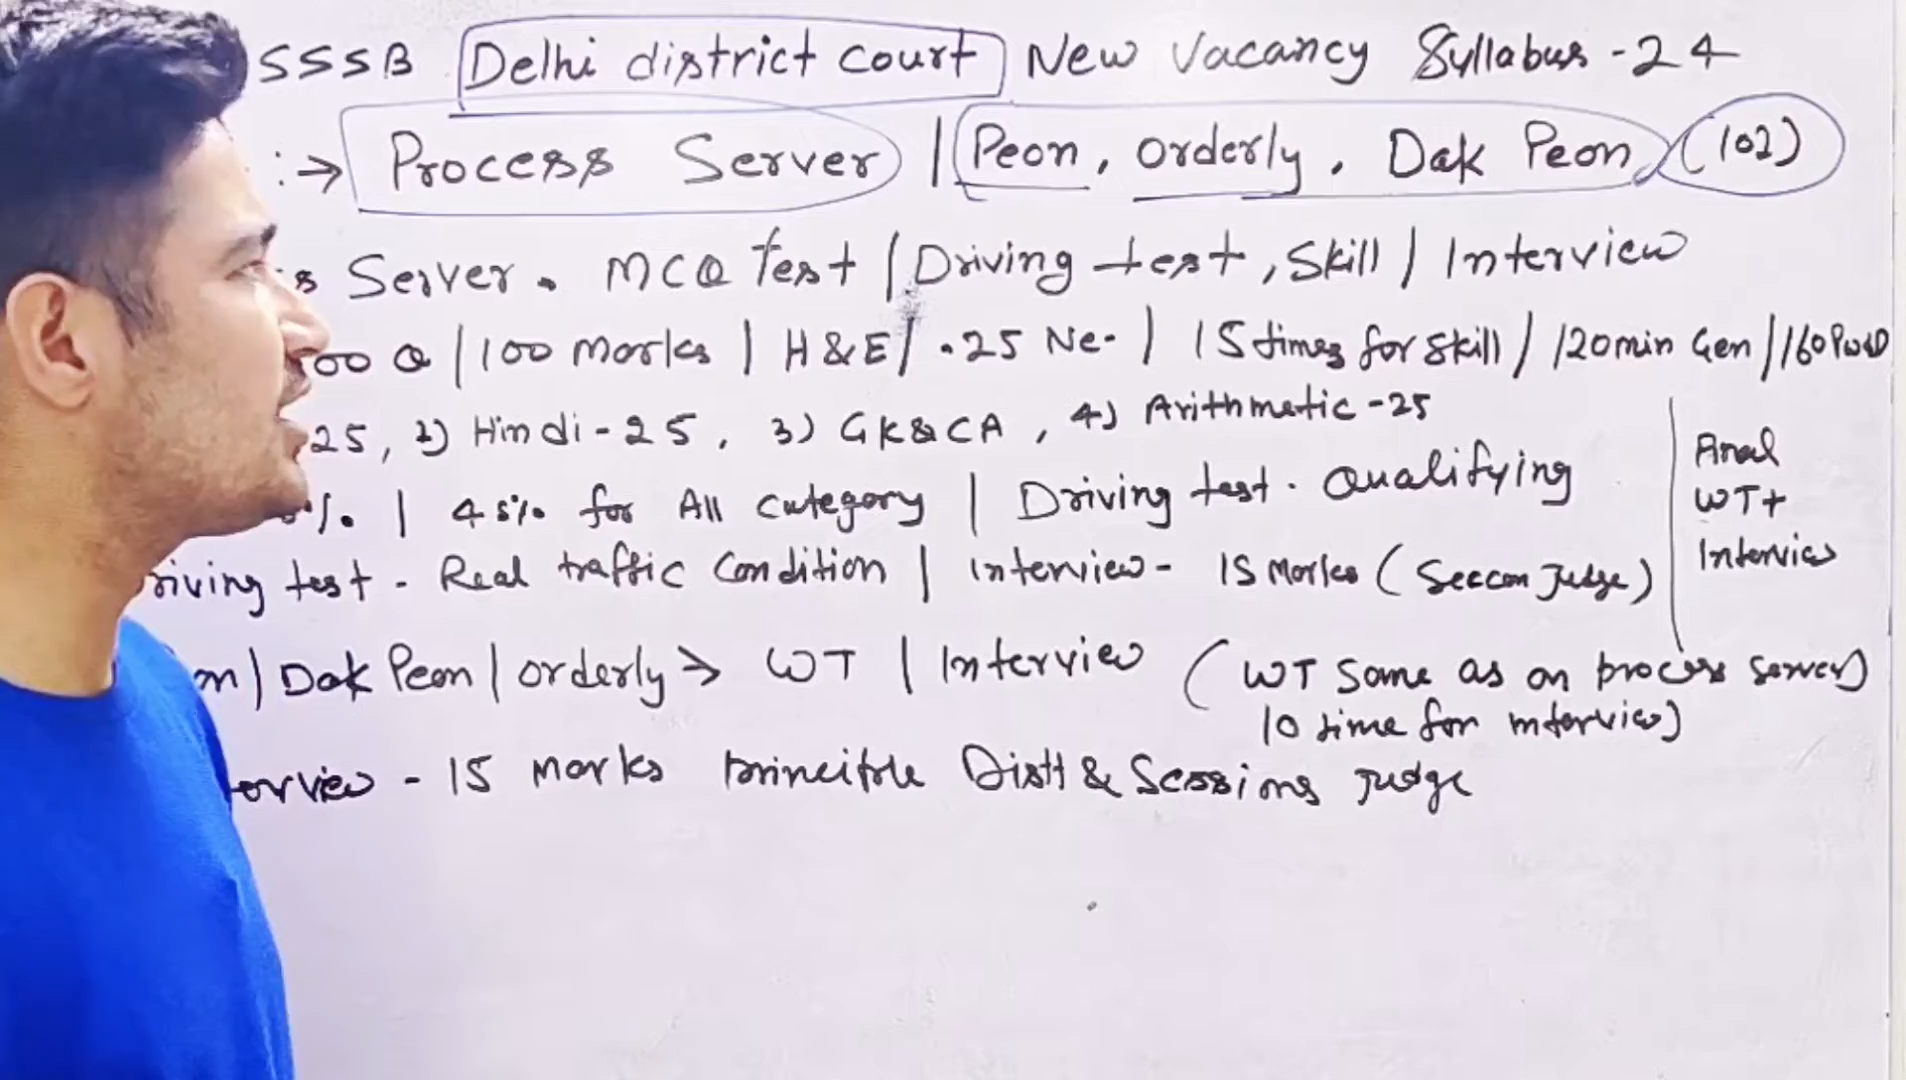 SSSB Delhi district court New Vacancy Syllabus - 24
:→ Process Server | Peon, Orderly, Dak Peon (102)
s Server. MCQ Test | Driving test, Skill | Interview
00 Q | 100 Marks | H & E | .25 Ne. | 15 times for skill | 120 min Gen | 160 PwD
25, 2) Hindi - 25, 3) GK & CA, 4) Arithmetic - 25
% | 45% for All Category | Driving test. Qualifying
riving test - Real traffic Condition | Interview - 15 Marks ( Judge)
Final
WT +
Interview
n | Dak Peon | Orderly → WT | Interview (WT Same as on process server)
10 time for interview)
erview - 15 Marks Principle Distt & Sessions Judge